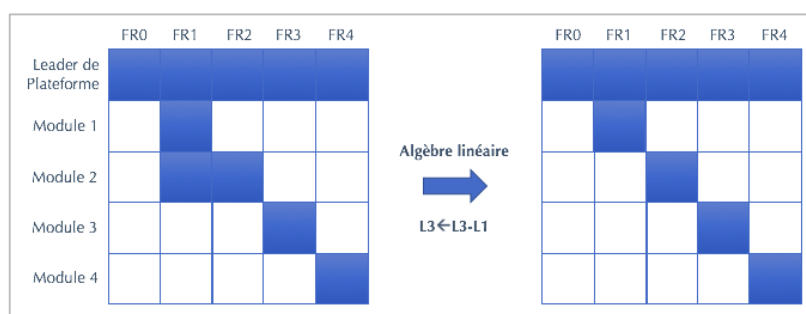 FR0 FR1 FR2 FR3 FR4
FR0 FR1 FR2 FR3 FR4
Leader de
Plateforme
Module 1
Module 2
Module 3
Module 4
Algèbre linéaire
L3←L3-L1